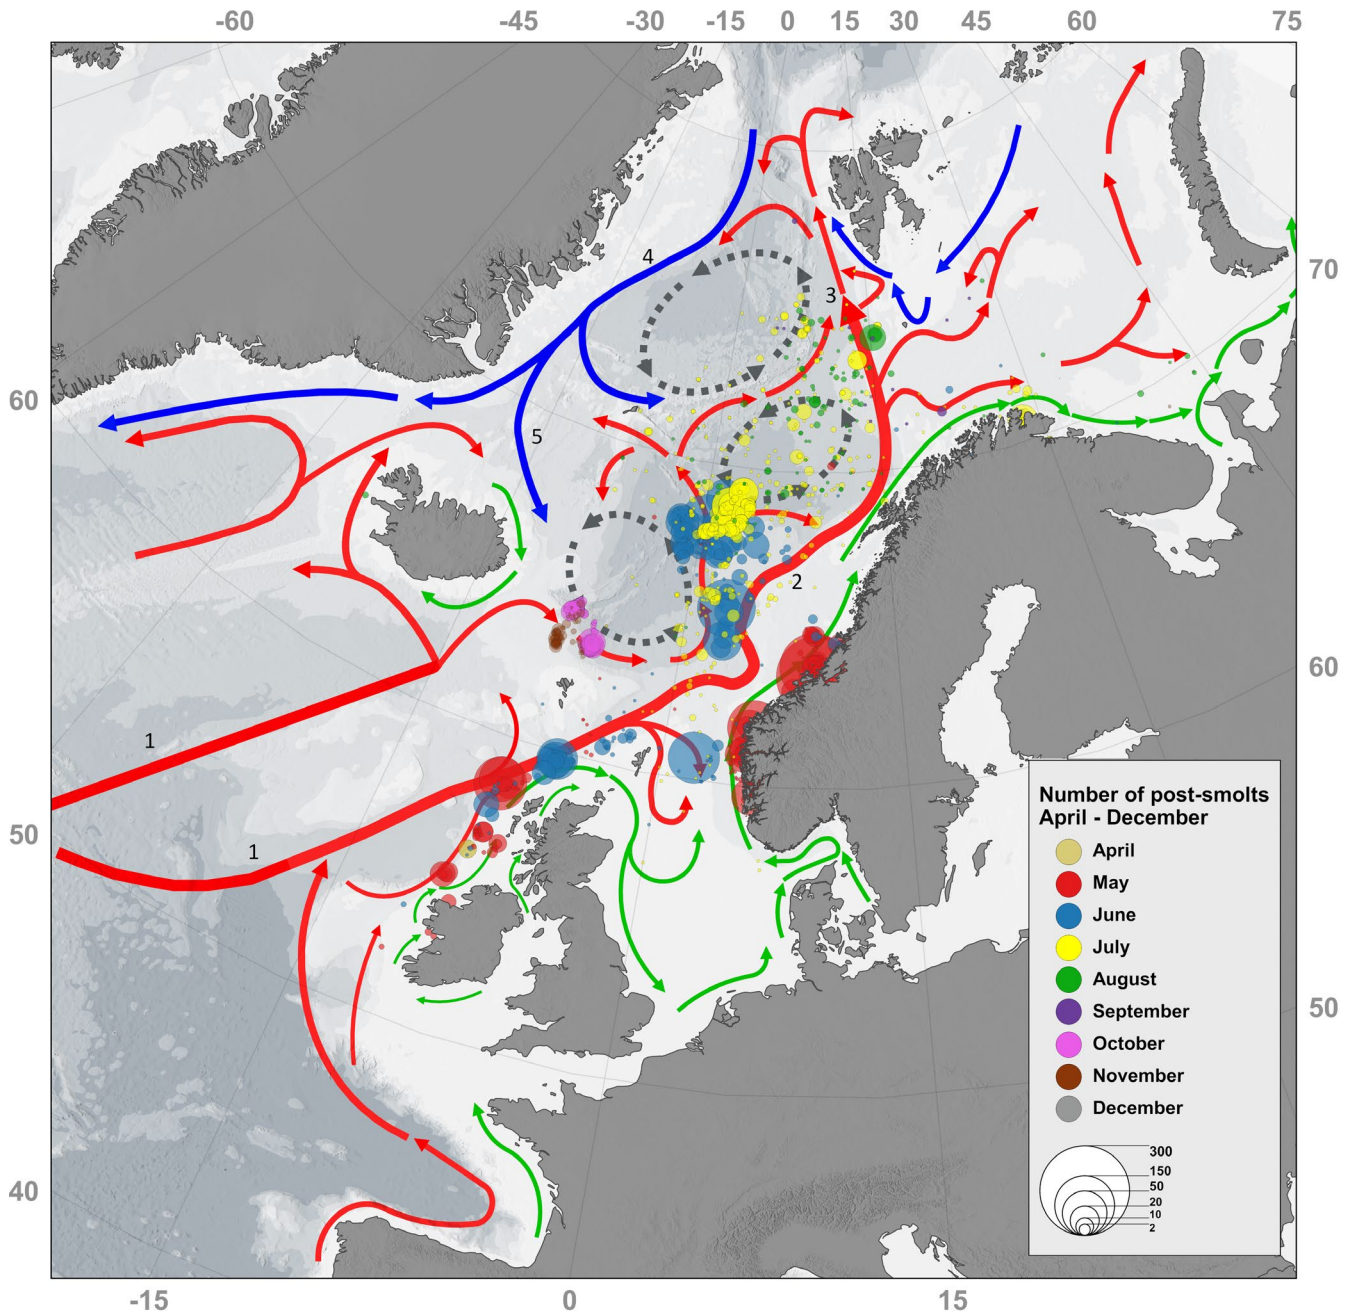 -60 -45 -30 -15 0 15 30 45 60 75
4
70
3
60
5
2
60
1
50
1
Number of post-smolts
April - December
April
May
June
July
August
September
October
November
December
50
300
150
50
20
10
2
40
-15 0 15